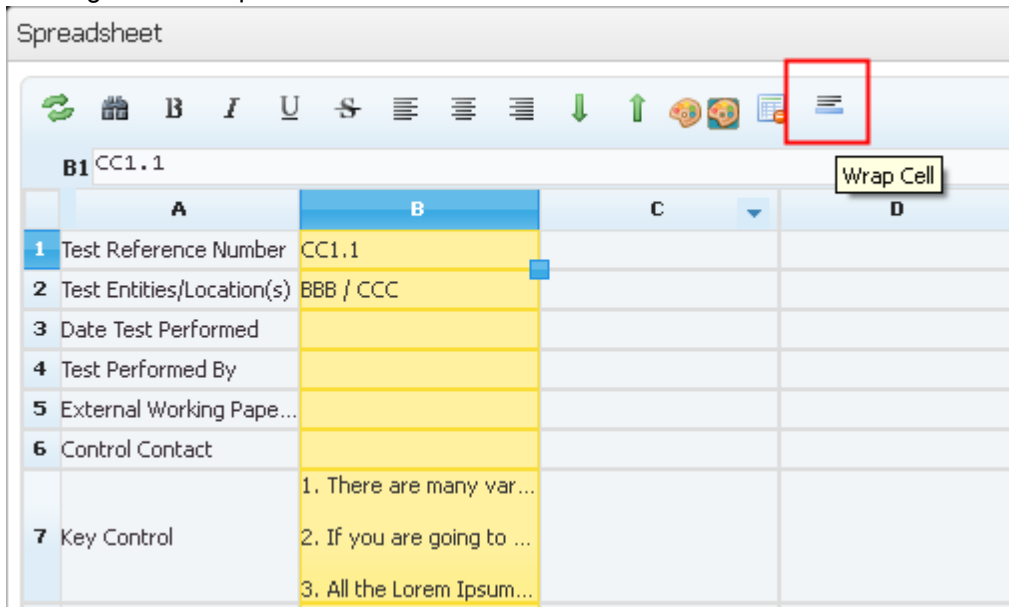 Spreadsheet
B I U S
Wrap Cell
B1 CC1.1
A B C D
1 Test Reference Number CC1.1
2 Test Entities/Location(s) BBB / CCC
3 Date Test Performed
4 Test Performed By
5 External Working Pape...
6 Control Contact
1. There are many var...
7 Key Control 2. If you are going to ...
3. All the Lorem Ipsum...